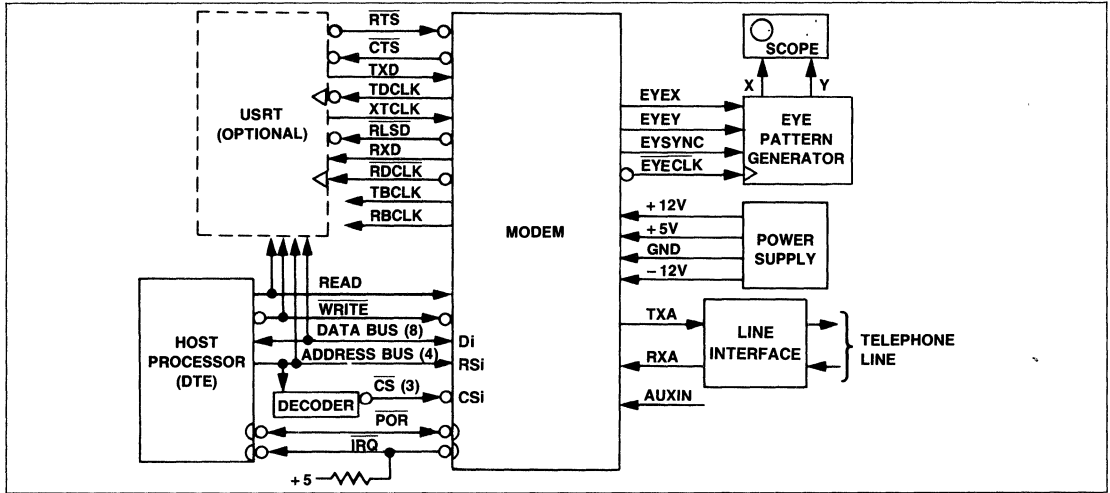 RTS
CTS
TXD
TDCLK
XTCLK
RLSD
RXD
RDCLK
TBCLK
RBCLK
USRT
(OPTIONAL)
MODEM
SCOPE
X
Y
EYEX
EYEY
EYSYNC
EYECLK
EYE
PATTERN
GENERATOR
+12V
+5V
GND
−12V
POWER
SUPPLY
TXA
RXA
AUXIN
LINE
INTERFACE
TELEPHONE
LINE
HOST
PROCESSOR
(DTE)
READ
WRITE
DATA BUS (8)
Di
ADDRESS BUS (4)
RSi
DECODER
CS (3)
CSi
POR
IRQ
+5